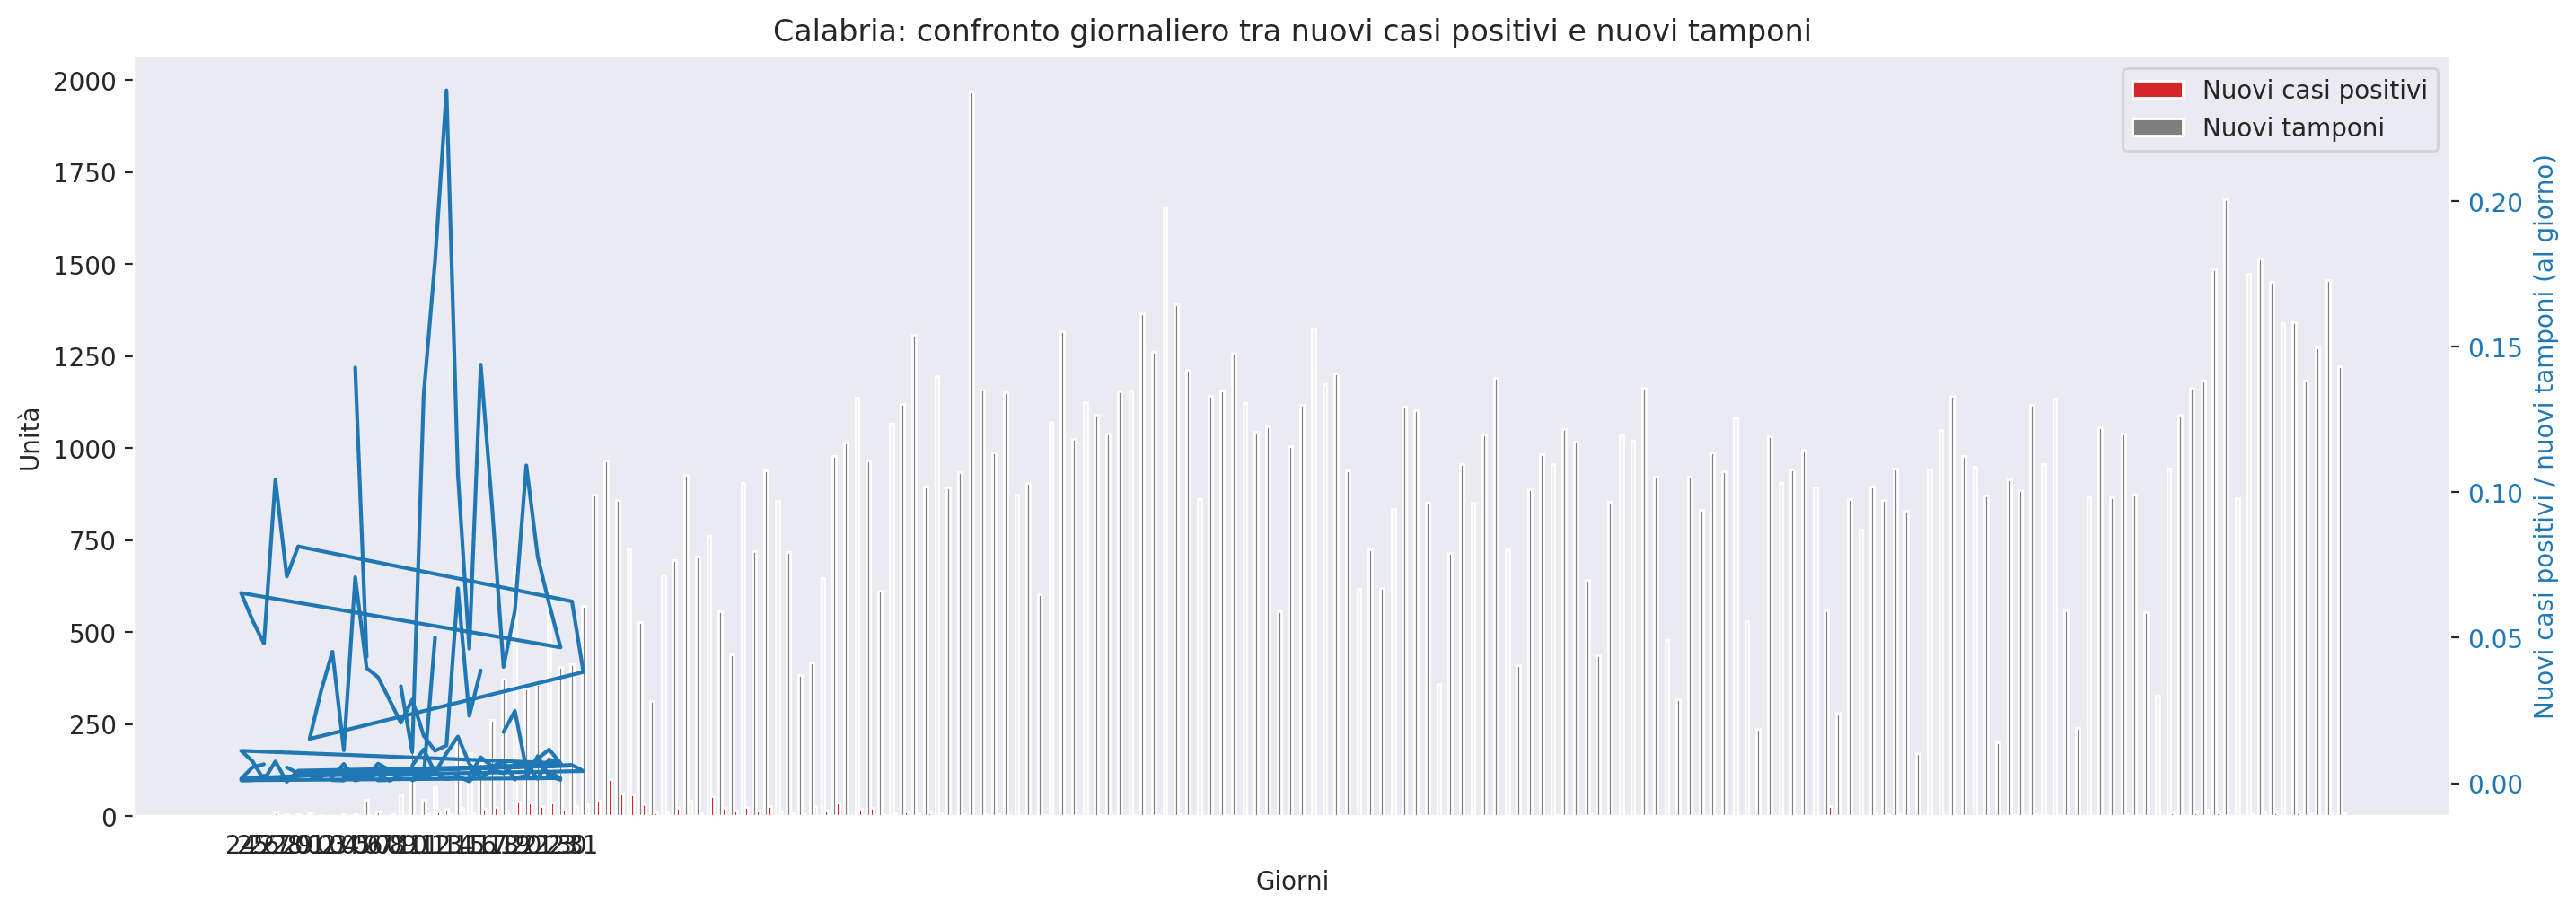 Calabria: confronto giornaliero tra nuovi casi positivi e nuovi tamponi
Nuovi casi positivi
Nuovi tamponi
2000
1750
1500
1250
1000
750
500
250
0
Unità
0.20
0.15
0.10
0.05
0.00
Nuovi casi positivi / nuovi tamponi (al giorno)
Giorni